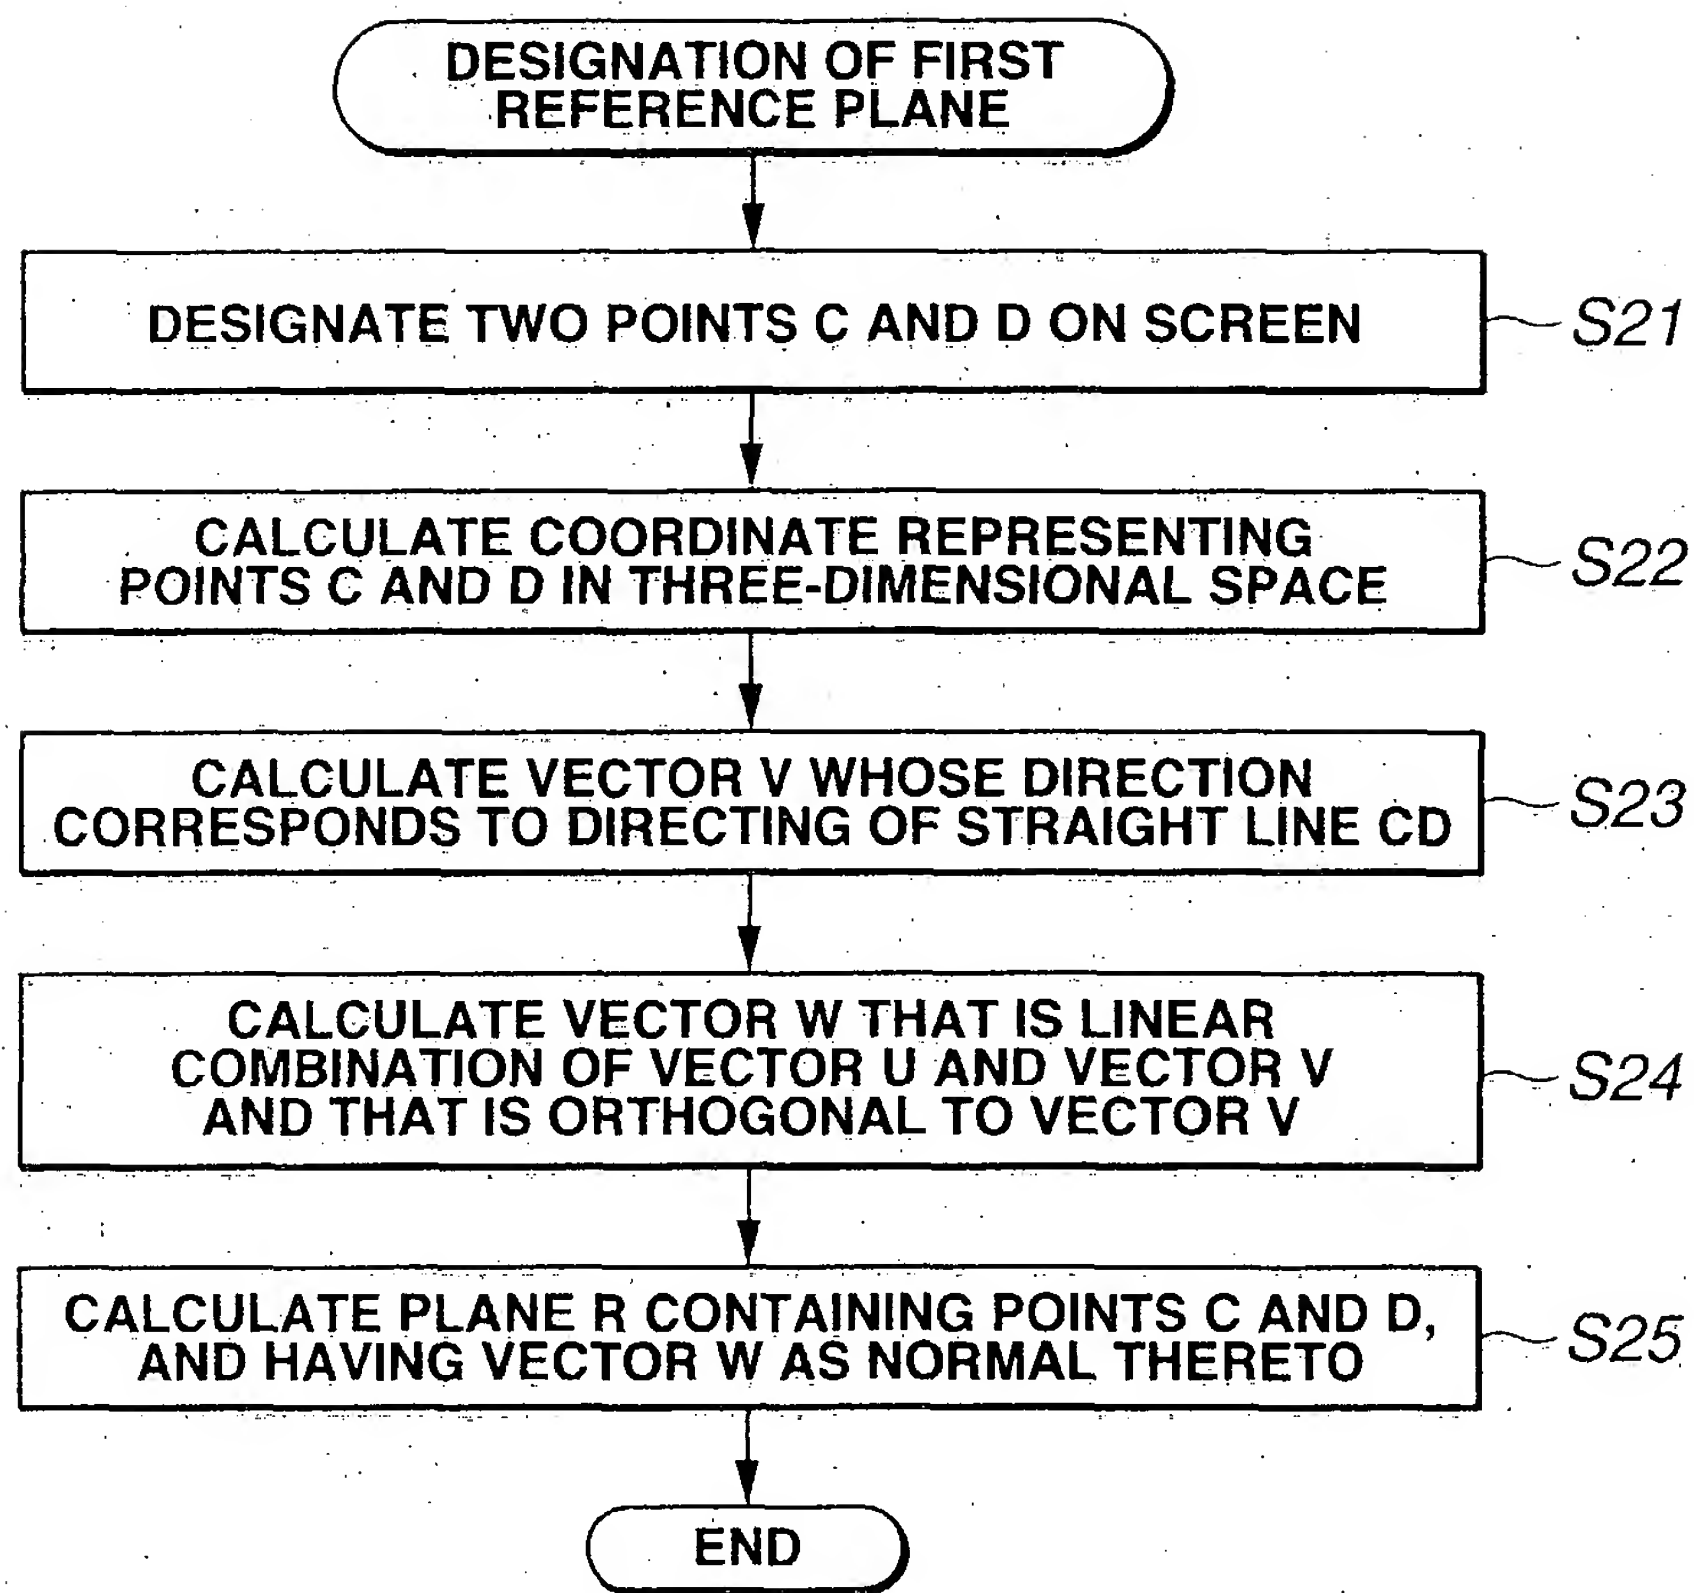 DESIGNATION OF FIRST
REFERENCE PLANE
DESIGNATE TWO POINTS C AND D ON SCREEN
S21
CALCULATE COORDINATE REPRESENTING
POINTS C AND D IN THREE-DIMENSIONAL SPACE
S22
CALCULATE VECTOR V WHOSE DIRECTION
CORRESPONDS TO DIRECTING OF STRAIGHT LINE CD
S23
CALCULATE VECTOR W THAT IS LINEAR
COMBINATION OF VECTOR U AND VECTOR V
AND THAT IS ORTHOGONAL TO VECTOR V
S24
CALCULATE PLANE R CONTAINING POINTS C AND D,
AND HAVING VECTOR W AS NORMAL THERETO
S25
END